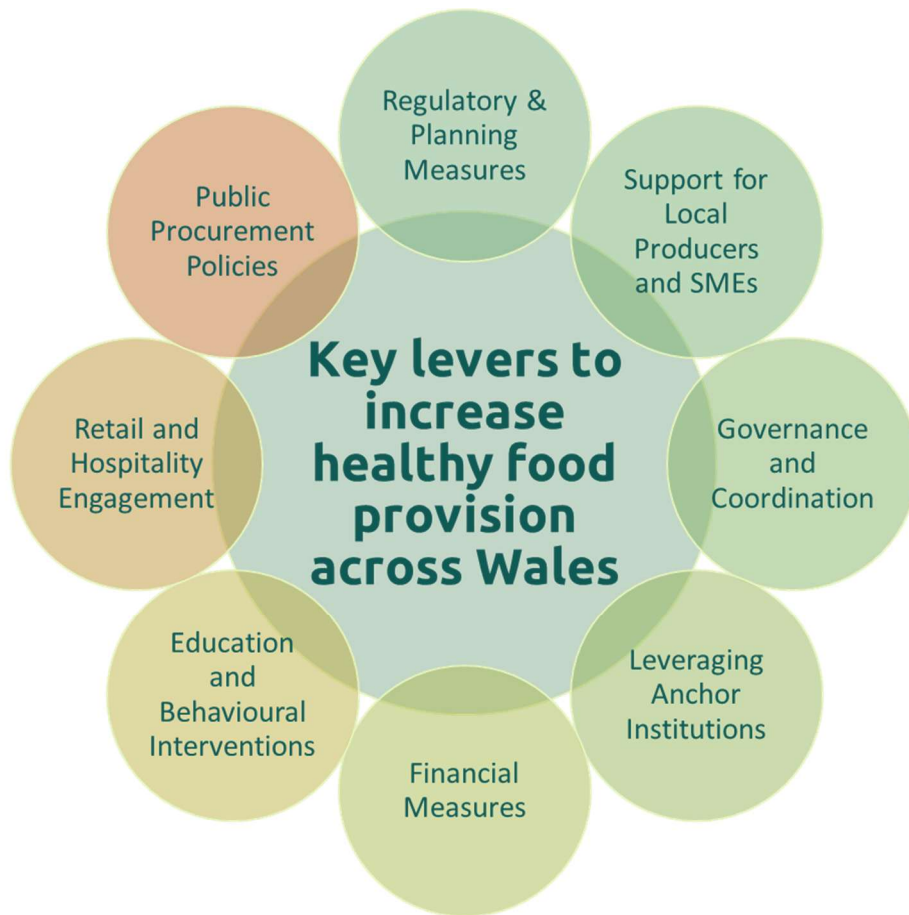 Regulatory &
Planning
Measures
Support for
Local
Producers
and SMEs
Governance
and
Coordination
Leveraging
Anchor
Institutions
Financial
Measures
Education
and
Behavioural
Interventions
Retail and
Hospitality
Engagement
Public
Procurement
Policies
Key levers to
increase
healthy food
provision
across Wales